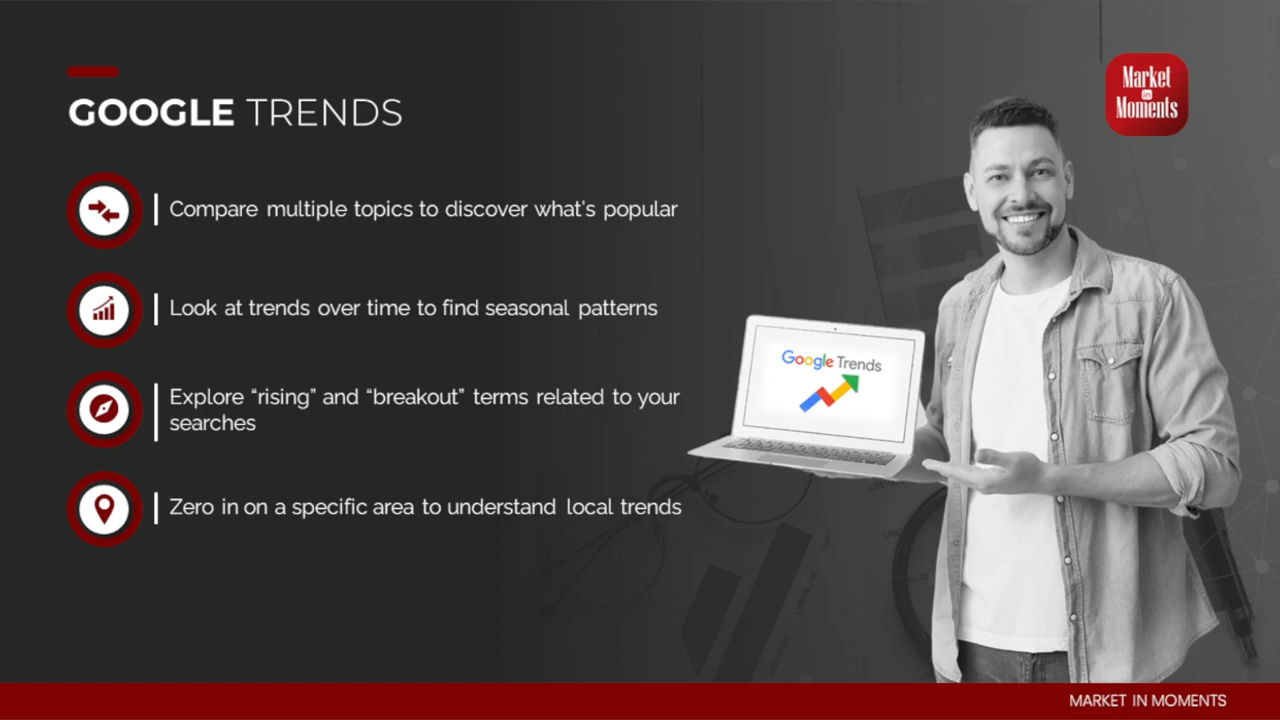 GOOGLE TRENDS
Market
in
Moments
Compare multiple topics to discover what's popular
Look at trends over time to find seasonal patterns
Explore “rising” and “breakout” terms related to your
searches
Zero in on a specific area to understand local trends
Google Trends
MARKET IN MOMENTS